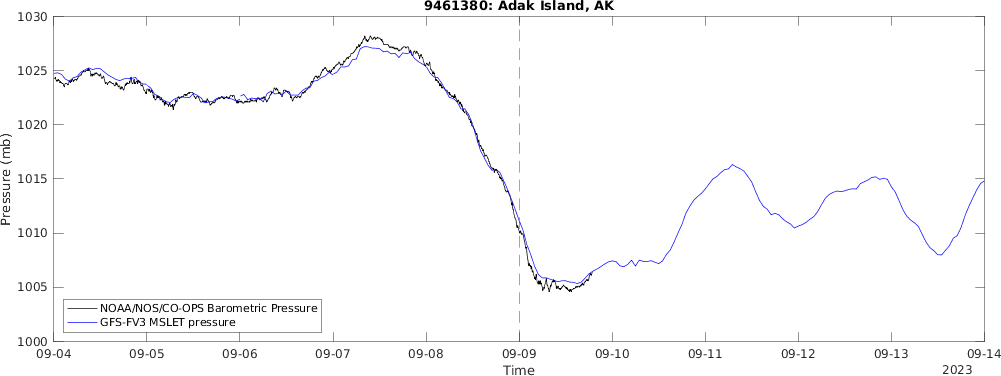 9461380: Adak Island, AK
Pressure (mb)
1030
1025
1020
1015
1010
1005
1000
NOAA/NOS/CO-OPS Barometric Pressure
GFS-FV3 MSLET pressure
09-04 09-05 09-06 09-07 09-08 09-09 09-10 09-11 09-12 09-13 09-14
Time
2023